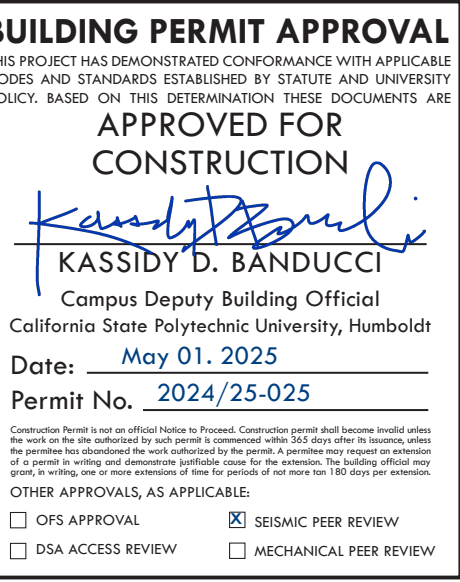 BUILDING PERMIT APPROVAL
THIS PROJECT HAS DEMONSTRATED CONFORMANCE WITH APPLICABLE
CODES AND STANDARDS ESTABLISHED BY STATUTE AND UNIVERSITY
POLICY. BASED ON THIS DETERMINATION THESE DOCUMENTS ARE
APPROVED FOR
CONSTRUCTION
KASSIDY D. BANDUCCI
Campus Deputy Building Official
California State Polytechnic University, Humboldt
Date: May 01. 2025
Permit No. 2024/25-025
Construction Permit is not an official Notice to Proceed. Construction permit shall become invalid unless
the work on the site authorized by such permit is commenced within 365 days after its issuance, unless
the permitee has abandoned the work authorized by the permit. A permitee may request an extension
of a permit in writing and demonstrate justifiable cause for the extension. The building official may
grant, in writing, one or more extensions of time for periods of not more tan 180 days per extension.
OTHER APPROVALS, AS APPLICABLE:
OFS APPROVAL X SEISMIC PEER REVIEW
DSA ACCESS REVIEW MECHANICAL PEER REVIEW